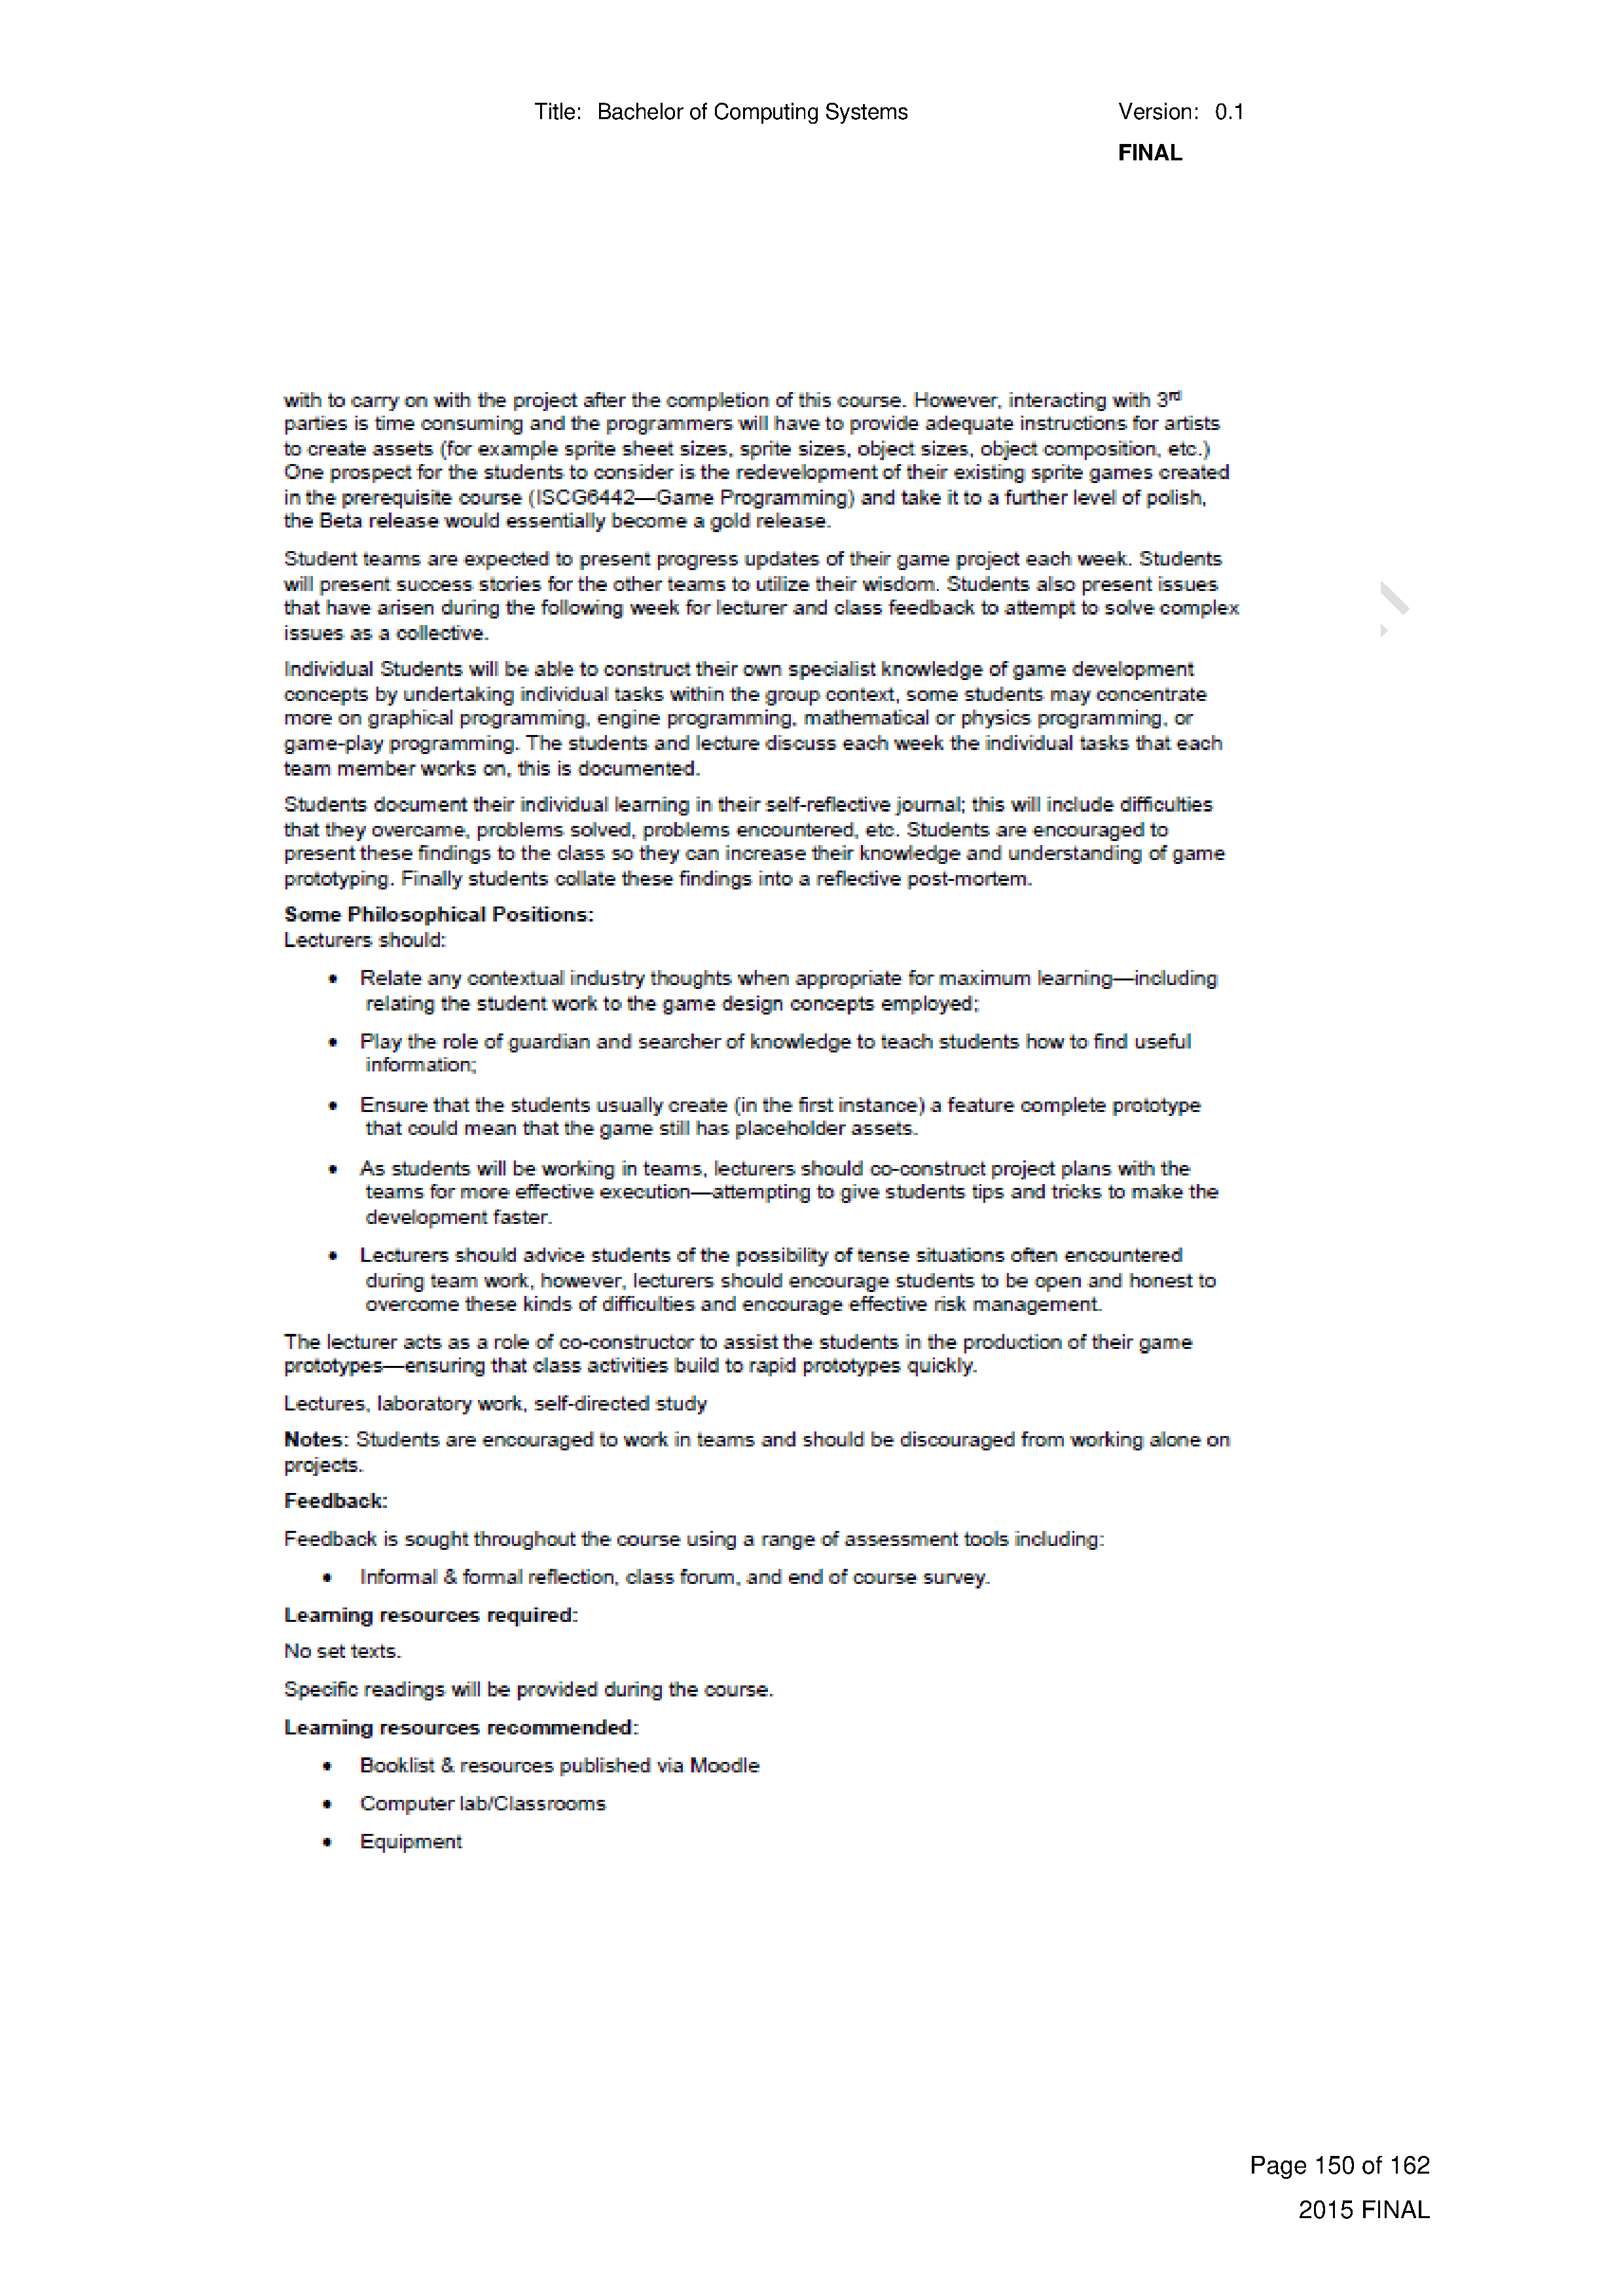 Title: Bachelor of Computing Systems Version: 0.1
FINAL
with to carry on with the project after the completion of this course. However, interacting with 3rd
parties is time consuming and the programmers will have to provide adequate instructions for artists
to create assets (for example sprite sheet sizes, sprite sizes, object sizes, object composition, etc.)
One prospect for the students to consider is the redevelopment of their existing sprite games created
in the prerequisite course (ISCG6442—Game Programming) and take it to a further level of polish,
the Beta release would essentially become a gold release.
Student teams are expected to present progress updates of their game project each week. Students
will present success stories for the other teams to utilize their wisdom. Students also present issues
that have arisen during the following week for lecturer and class feedback to attempt to solve complex
issues as a collective.
Individual Students will be able to construct their own specialist knowledge of game development
concepts by undertaking individual tasks within the group context, some students may concentrate
more on graphical programming, engine programming, mathematical or physics programming, or
game-play programming. The students and lecture discuss each week the individual tasks that each
team member works on, this is documented.
Students document their individual learning in their self-reflective journal; this will include difficulties
that they overcame, problems solved, problems encountered, etc. Students are encouraged to
present these findings to the class so they can increase their knowledge and understanding of game
prototyping. Finally students collate these findings into a reflective post-mortem.
Some Philosophical Positions:
Lecturers should:
• Relate any contextual industry thoughts when appropriate for maximum learning—including
relating the student work to the game design concepts employed;
• Play the role of guardian and searcher of knowledge to teach students how to find useful
information;
• Ensure that the students usually create (in the first instance) a feature complete prototype
that could mean that the game still has placeholder assets.
• As students will be working in teams, lecturers should co-construct project plans with the
teams for more effective execution—attempting to give students tips and tricks to make the
development faster.
• Lecturers should advice students of the possibility of tense situations often encountered
during team work, however, lecturers should encourage students to be open and honest to
overcome these kinds of difficulties and encourage effective risk management.
The lecturer acts as a role of co-constructor to assist the students in the production of their game
prototypes—ensuring that class activities build to rapid prototypes quickly.
Lectures, laboratory work, self-directed study
Notes: Students are encouraged to work in teams and should be discouraged from working alone on
projects.
Feedback:
Feedback is sought throughout the course using a range of assessment tools including:
• Informal & formal reflection, class forum, and end of course survey.
Learning resources required:
No set texts.
Specific readings will be provided during the course.
Learning resources recommended:
• Booklist & resources published via Moodle
• Computer lab/Classrooms
• Equipment
Page 150 of 162
2015 FINAL